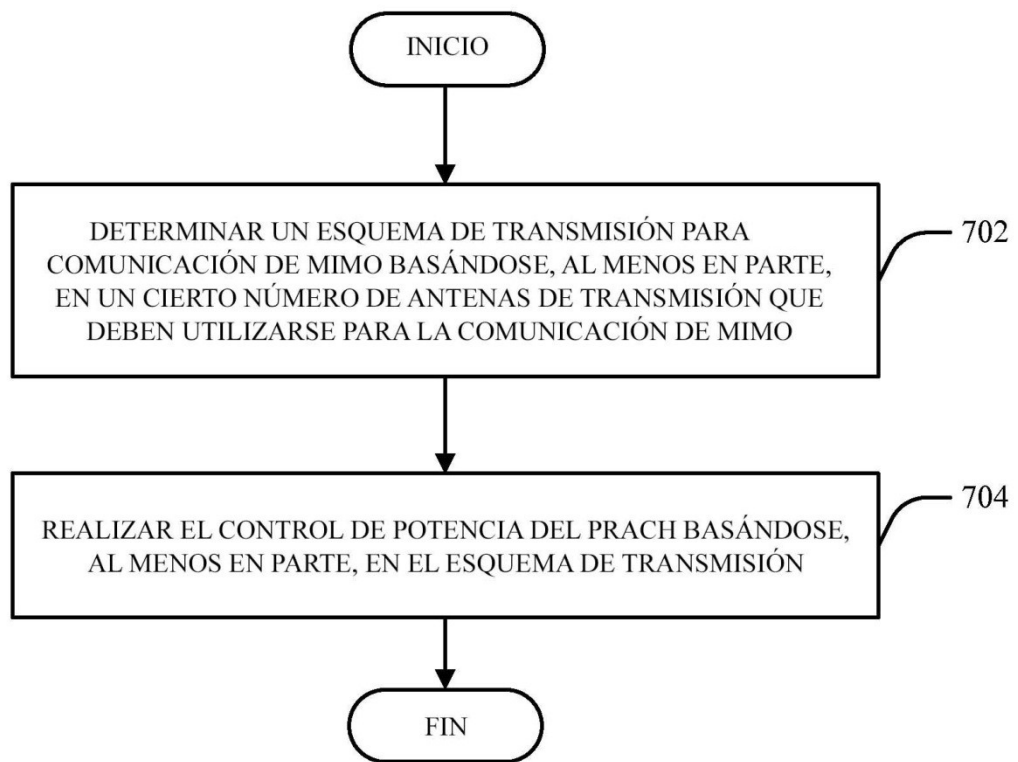 INICIO
DETERMINAR UN ESQUEMA DE TRANSMISIÓN PARA
COMUNICACIÓN DE MIMO BASÁNDOSE, AL MENOS EN PARTE,
EN UN CIERTO NÚMERO DE ANTENAS DE TRANSMISIÓN QUE
DEBEN UTILIZARSE PARA LA COMUNICACIÓN DE MIMO
702
REALIZAR EL CONTROL DE POTENCIA DEL PRACH BASÁNDOSE,
AL MENOS EN PARTE, EN EL ESQUEMA DE TRANSMISIÓN
704
FIN